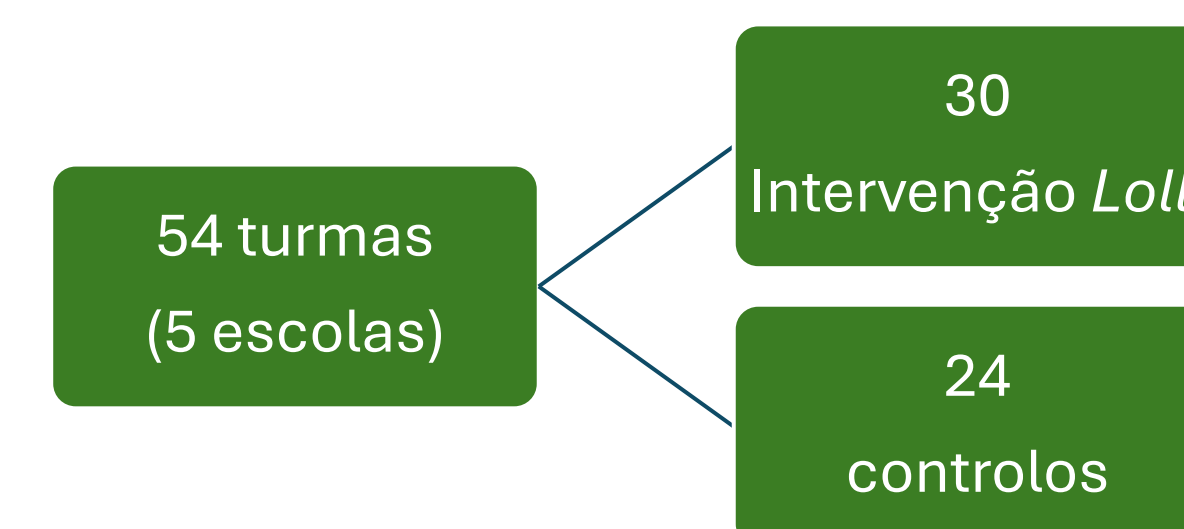 54 turmas
(5 escolas)
30
Intervenção
24
controlos